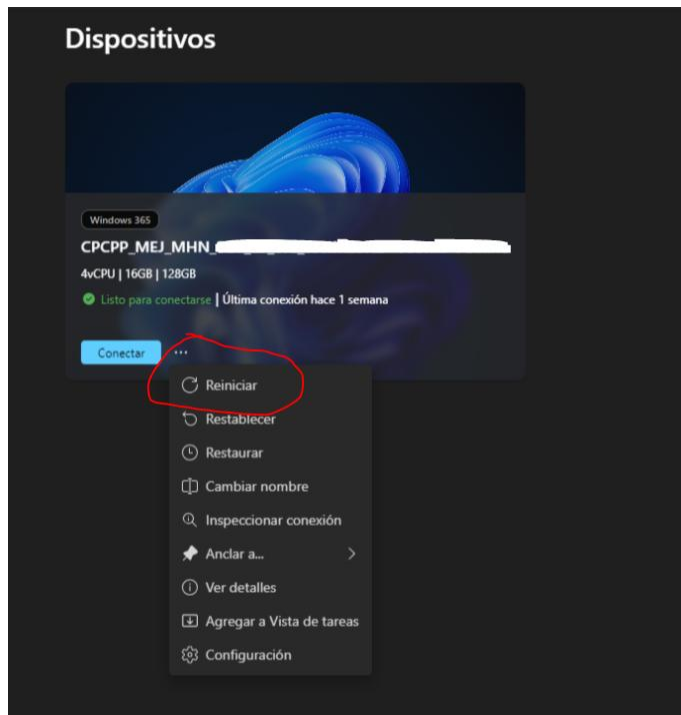 Dispositivos
Windows 365
CPCPP_MEJ_MHN_
4vCPU | 16GB | 128GB
Listo para conectarse | Última conexión hace 1 semana
Conectar ...
Reiniciar
Restablecer
Restaurar
Cambiar nombre
Inspeccionar conexión
Anclar a...
Ver detalles
Agregar a Vista de tareas
Configuración